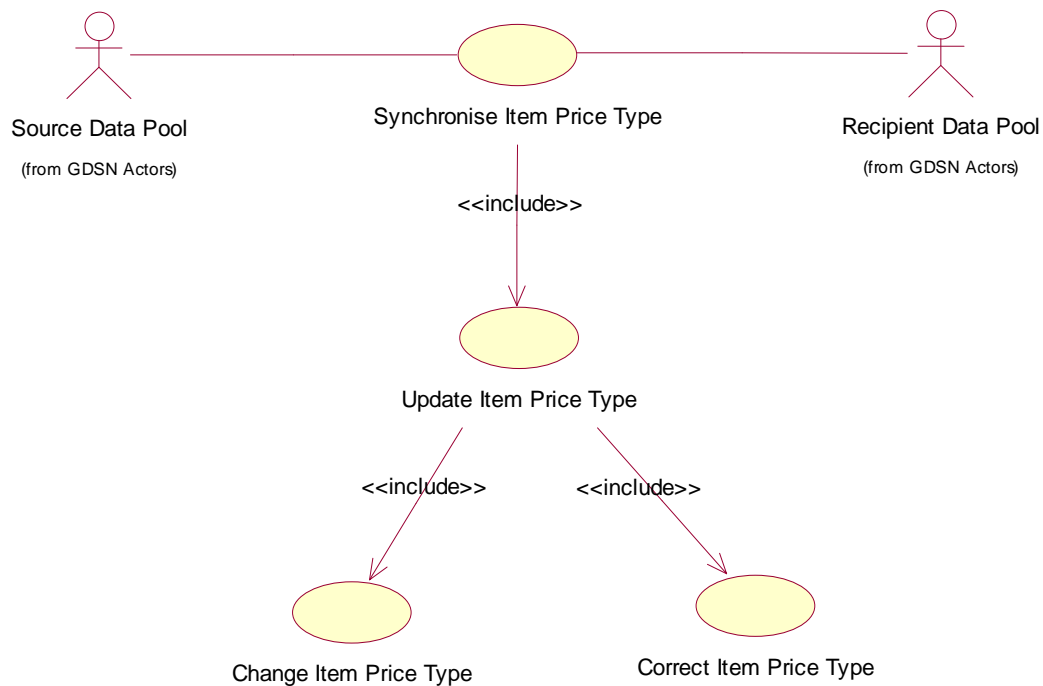 Synchronise Item Price Type
Source Data Pool
(from GDSN Actors)
Recipient Data Pool
(from GDSN Actors)
<<include>>
Update Item Price Type
<<include>>
<<include>>
Change Item Price Type
Correct Item Price Type